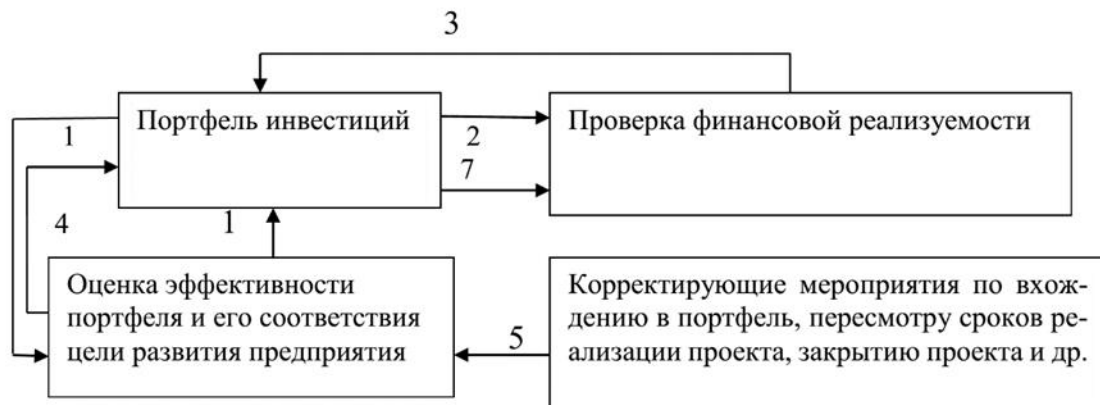 3
Портфель инвестиций
Проверка финансовой реализуемости
1
2
7
4
1
Оценка эффективности
портфеля и его соответствия
цели развития предприятия
5
Корректирующие мероприятия по вхож-
дению в портфель, пересмотру сроков ре-
ализации проекта, закрытию проекта и др.